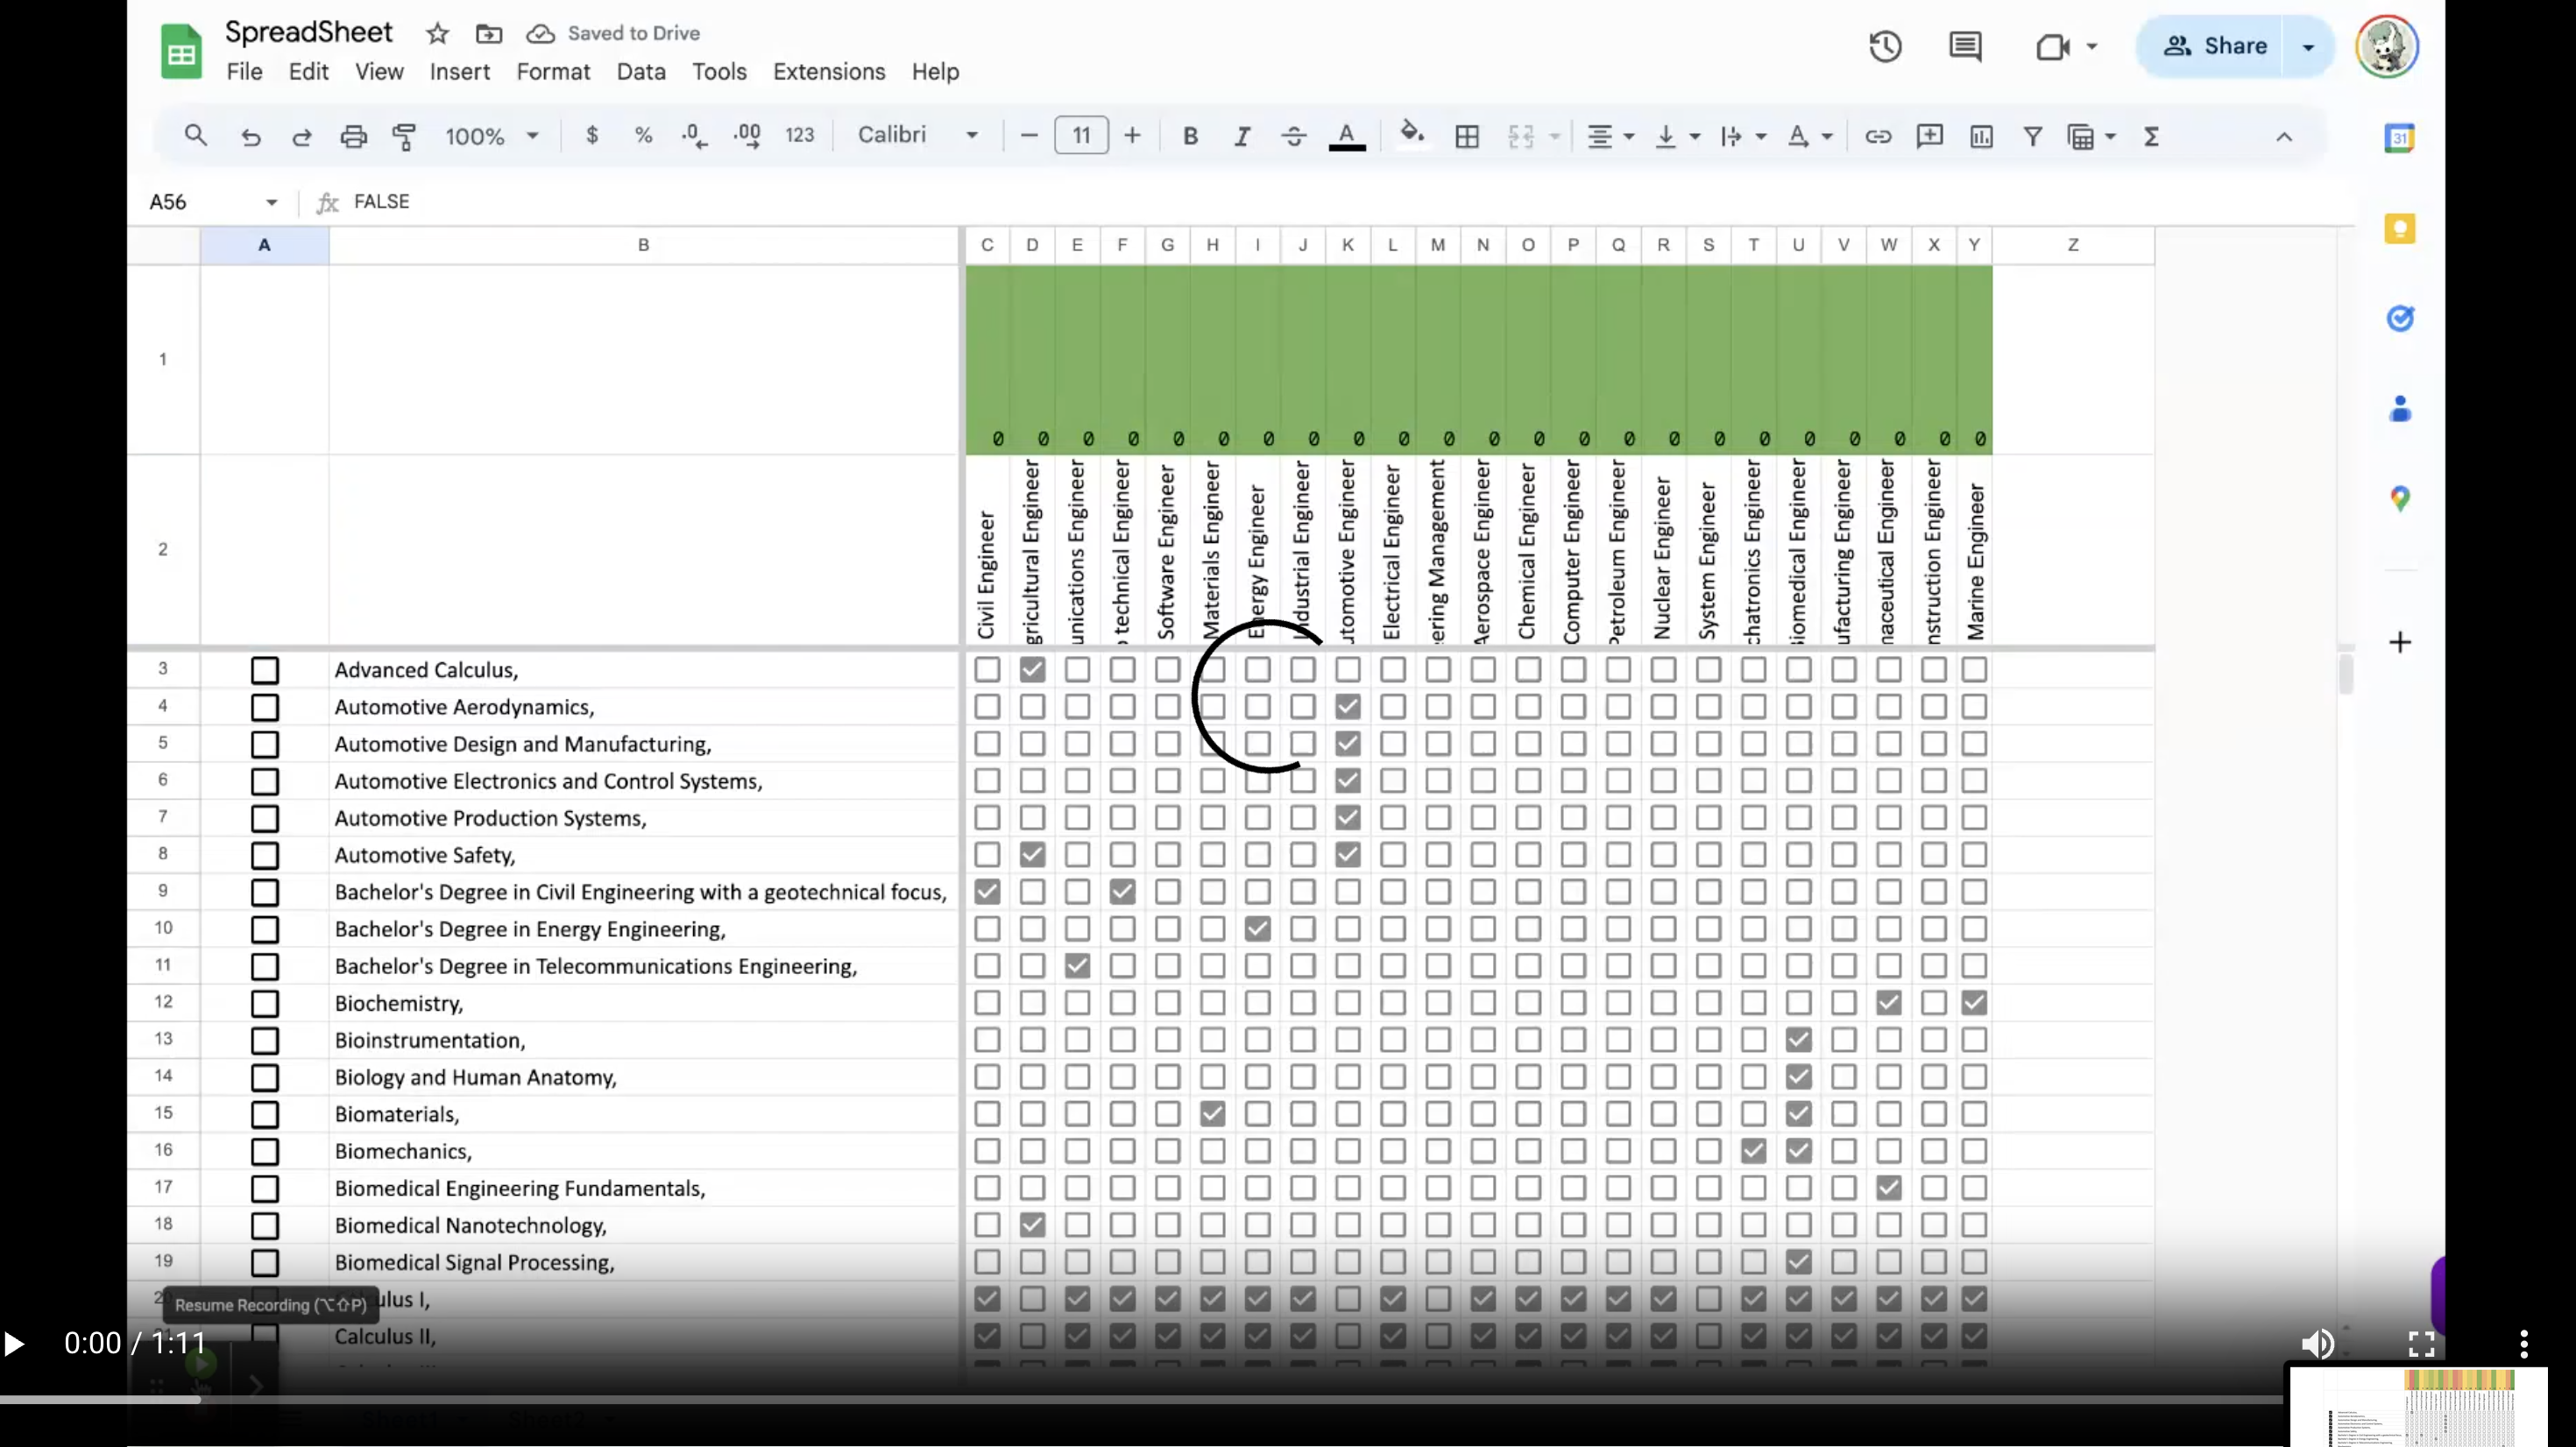 SpreadSheet Saved to Drive
File Edit View Insert Format Data Tools Extensions Help
Share
100% $ % .0 .00 123 Calibri 11 B I A
31
A56 fx FALSE
A B C D E F G H I J K L M N O P Q R S T U V W X Y Z
1
0 0 0 0 0 0 0 0 0 0 0 0 0 0 0 0 0 0 0 0 0 0 0
2
Civil Engineer
gricultural Engineer
unications Engineer
technical Engineer
Software Engineer
Materials Engineer
Energy Engineer
Industrial Engineer
utomotive Engineer
Electrical Engineer
ering Management
Aerospace Engineer
Chemical Engineer
Computer Engineer
Petroleum Engineer
Nuclear Engineer
System Engineer
chatronics Engineer
Biomedical Engineer
ufacturing Engineer
naceutical Engineer
nstruction Engineer
Marine Engineer
3 Advanced Calculus,
4 Automotive Aerodynamics,
5 Automotive Design and Manufacturing,
6 Automotive Electronics and Control Systems,
7 Automotive Production Systems,
8 Automotive Safety,
9 Bachelor's Degree in Civil Engineering with a geotechnical focus,
10 Bachelor's Degree in Energy Engineering,
11 Bachelor's Degree in Telecommunications Engineering,
12 Biochemistry,
13 Bioinstrumentation,
14 Biology and Human Anatomy,
15 Biomaterials,
16 Biomechanics,
17 Biomedical Engineering Fundamentals,
18 Biomedical Nanotechnology,
19 Biomedical Signal Processing,
20 ulus I,
Resume Recording (⌥⇧P)
21 Calculus II,
0:00 / 1:11
Sheet1 Sheet2